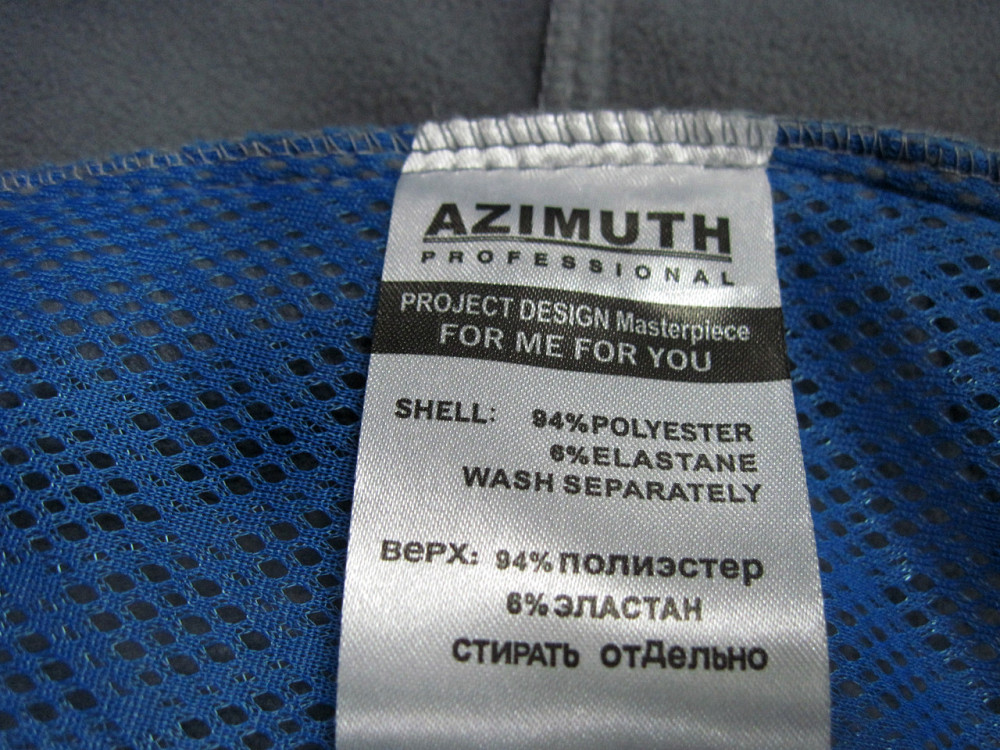 AZIMUTH
PROFESSIONAL
PROJECT DESIGN Masterpiece
FOR ME FOR YOU
SHELL: 94%POLYESTER
6%ELASTANE
WASH SEPARATELY
Верх: 94%полиэстер
6%ЭЛАСТАН
СТИРАТЬ отДельно